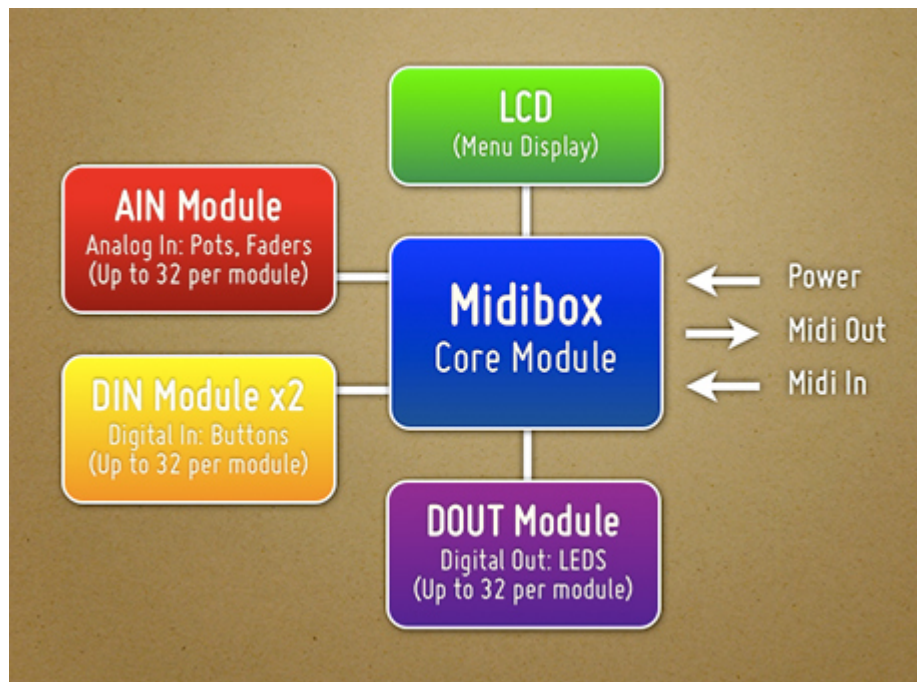 LCD
(Menu Display)
AIN Module
Analog In: Pots, Faders
(Up to 32 per module)
Midibox
Core Module
Power
Midi Out
Midi In
DIN Module x2
Digital In: Buttons
(Up to 32 per module)
DOUT Module
Digital Out: LEDS
(Up to 32 per module)